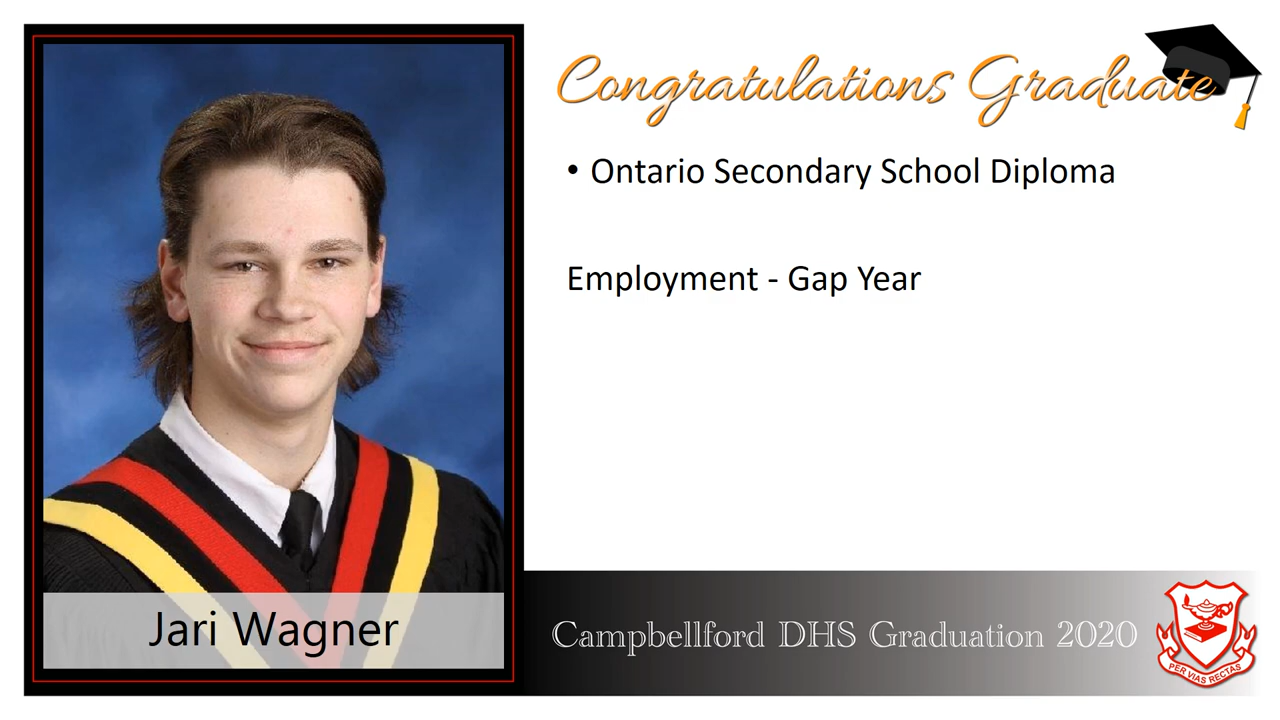 Congratulations Graduate
• Ontario Secondary School Diploma
Employment - Gap Year
Jari Wagner
Campbellford DHS Graduation 2020
PER VIAS RECTAS